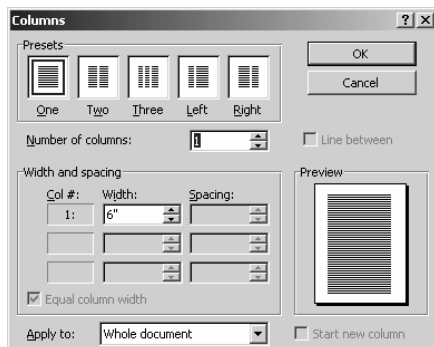 Columns
Presets
One Two Three Left Right
OK
Cancel
Number of columns: 1
Line between
Width and spacing
Col #: Width: Spacing:
1: 6"
Equal column width
Preview
Apply to: Whole document
Start new column